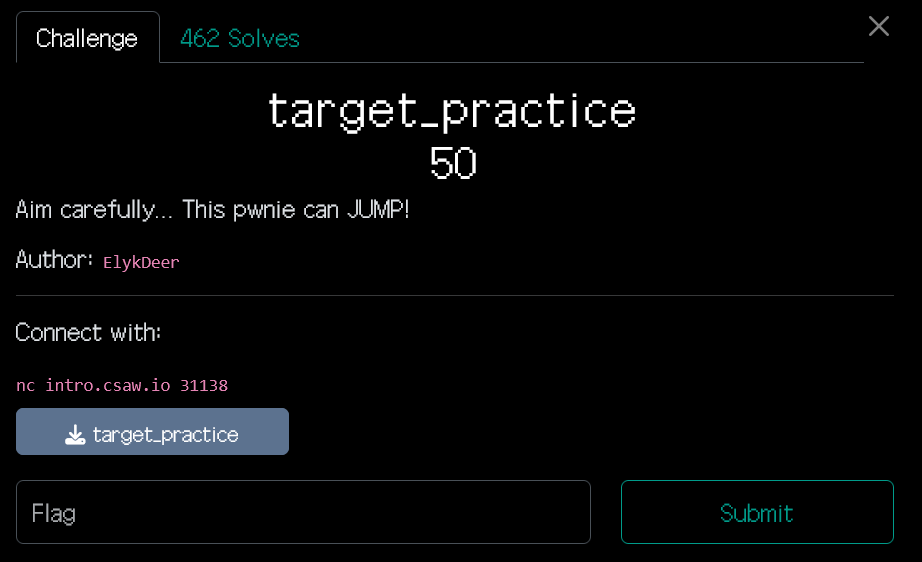 Challenge
462 Solves
target_practice
50
Aim carefully... This pwnie can JUMP!
Author: ElykDeer
Connect with:
nc intro.csaw.io 31138
target_practice
Flag
Submit